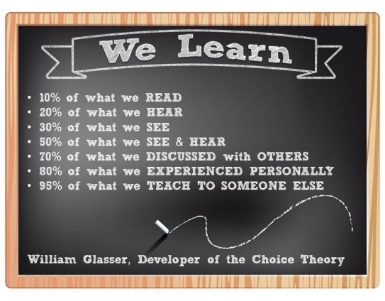 We Learn
• 10% of what we READ
• 20% of what we HEAR
• 30% of what we SEE
• 50% of what we SEE & HEAR
• 70% of what we DISCUSSED with OTHERS
• 80% of what we EXPERIENCED PERSONALLY
• 95% of what we TEACH TO SOMEONE ELSE
William Glasser, Developer of the Choice Theory